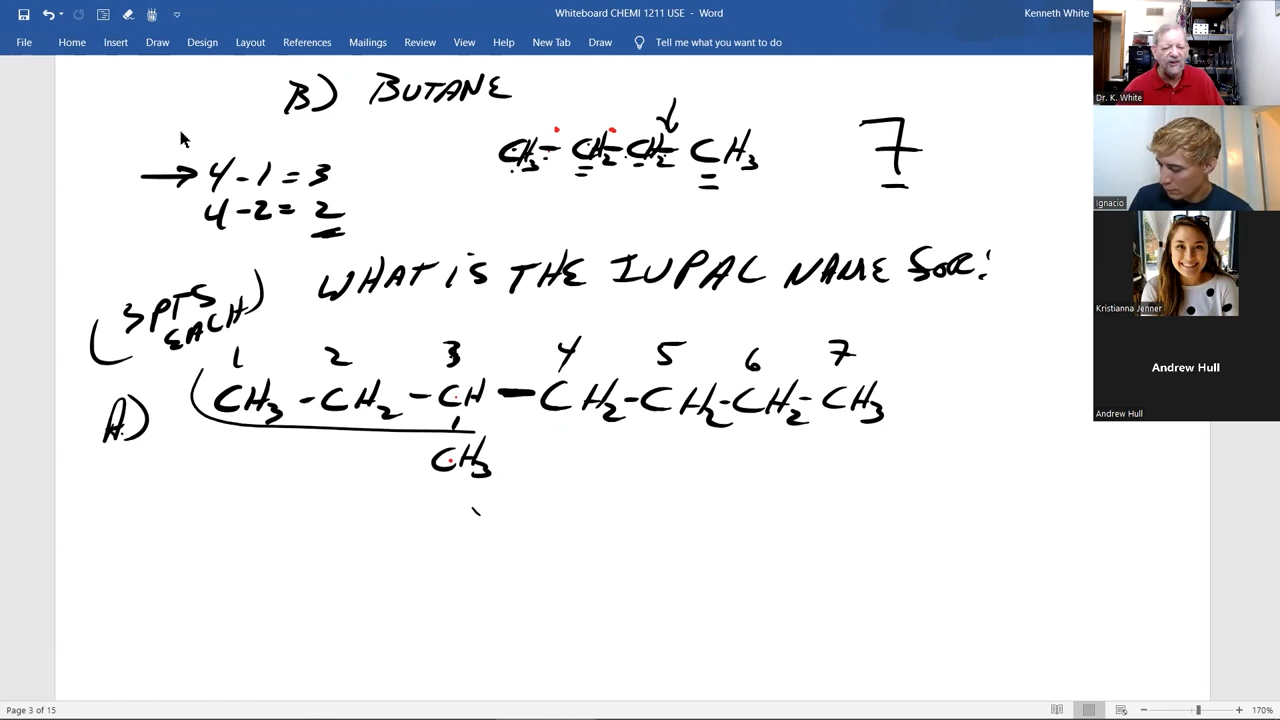 Whiteboard CHEMI 1211 USE - Word
Kenneth White
File Home Insert Draw Design Layout References Mailings Review View Help New Tab Draw Tell me what you want to do
B) BUTANE
CH3 - CH2 - CH2 - CH3
7
→ 4 - 1 = 3
4 - 2 = 2
WHAT IS THE IUPAC NAME FOR:
(3 PTS EACH)
1 2 3 4 5 6 7
A.) CH3 - CH2 - CH - CH2 - CH2 - CH2 - CH3
CH3
Dr. K. White
Ignacio
Kristianna Jenner
Andrew Hull
Andrew Hull
Page 3 of 15
170%